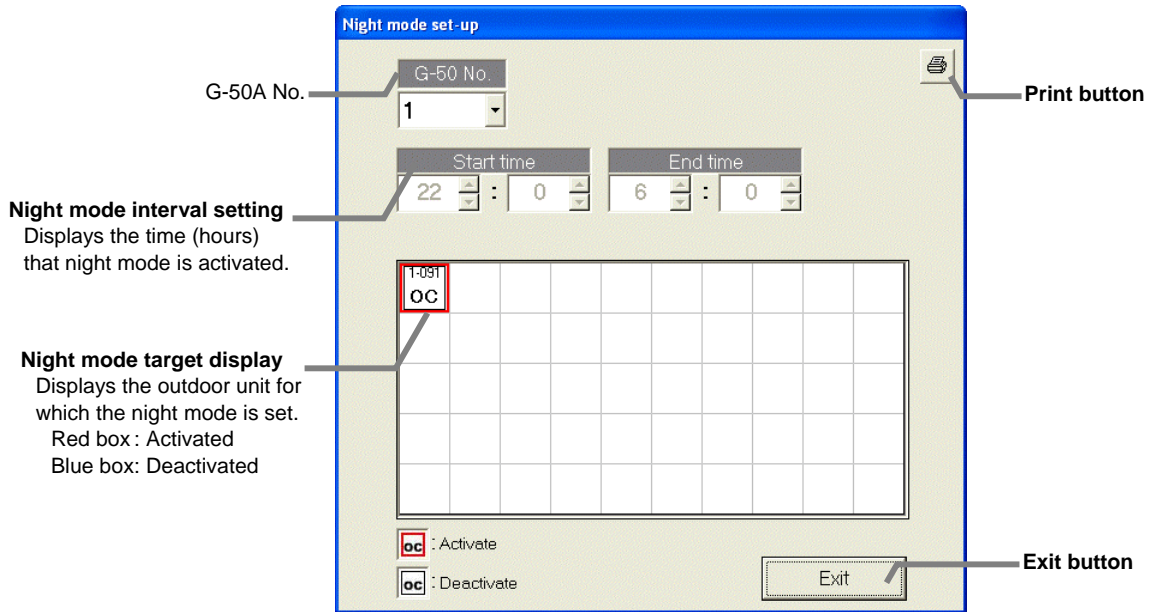 Night mode set-up
G-50 No.
G-50A No.
1
Print button
Start time End time
22 : 0 6 : 0
Night mode interval setting
Displays the time (hours)
that night mode is activated.
1-091
OC
Night mode target display
Displays the outdoor unit for
which the night mode is set.
Red box : Activated
Blue box: Deactivated
oc : Activate
oc : Deactivate
Exit
Exit button